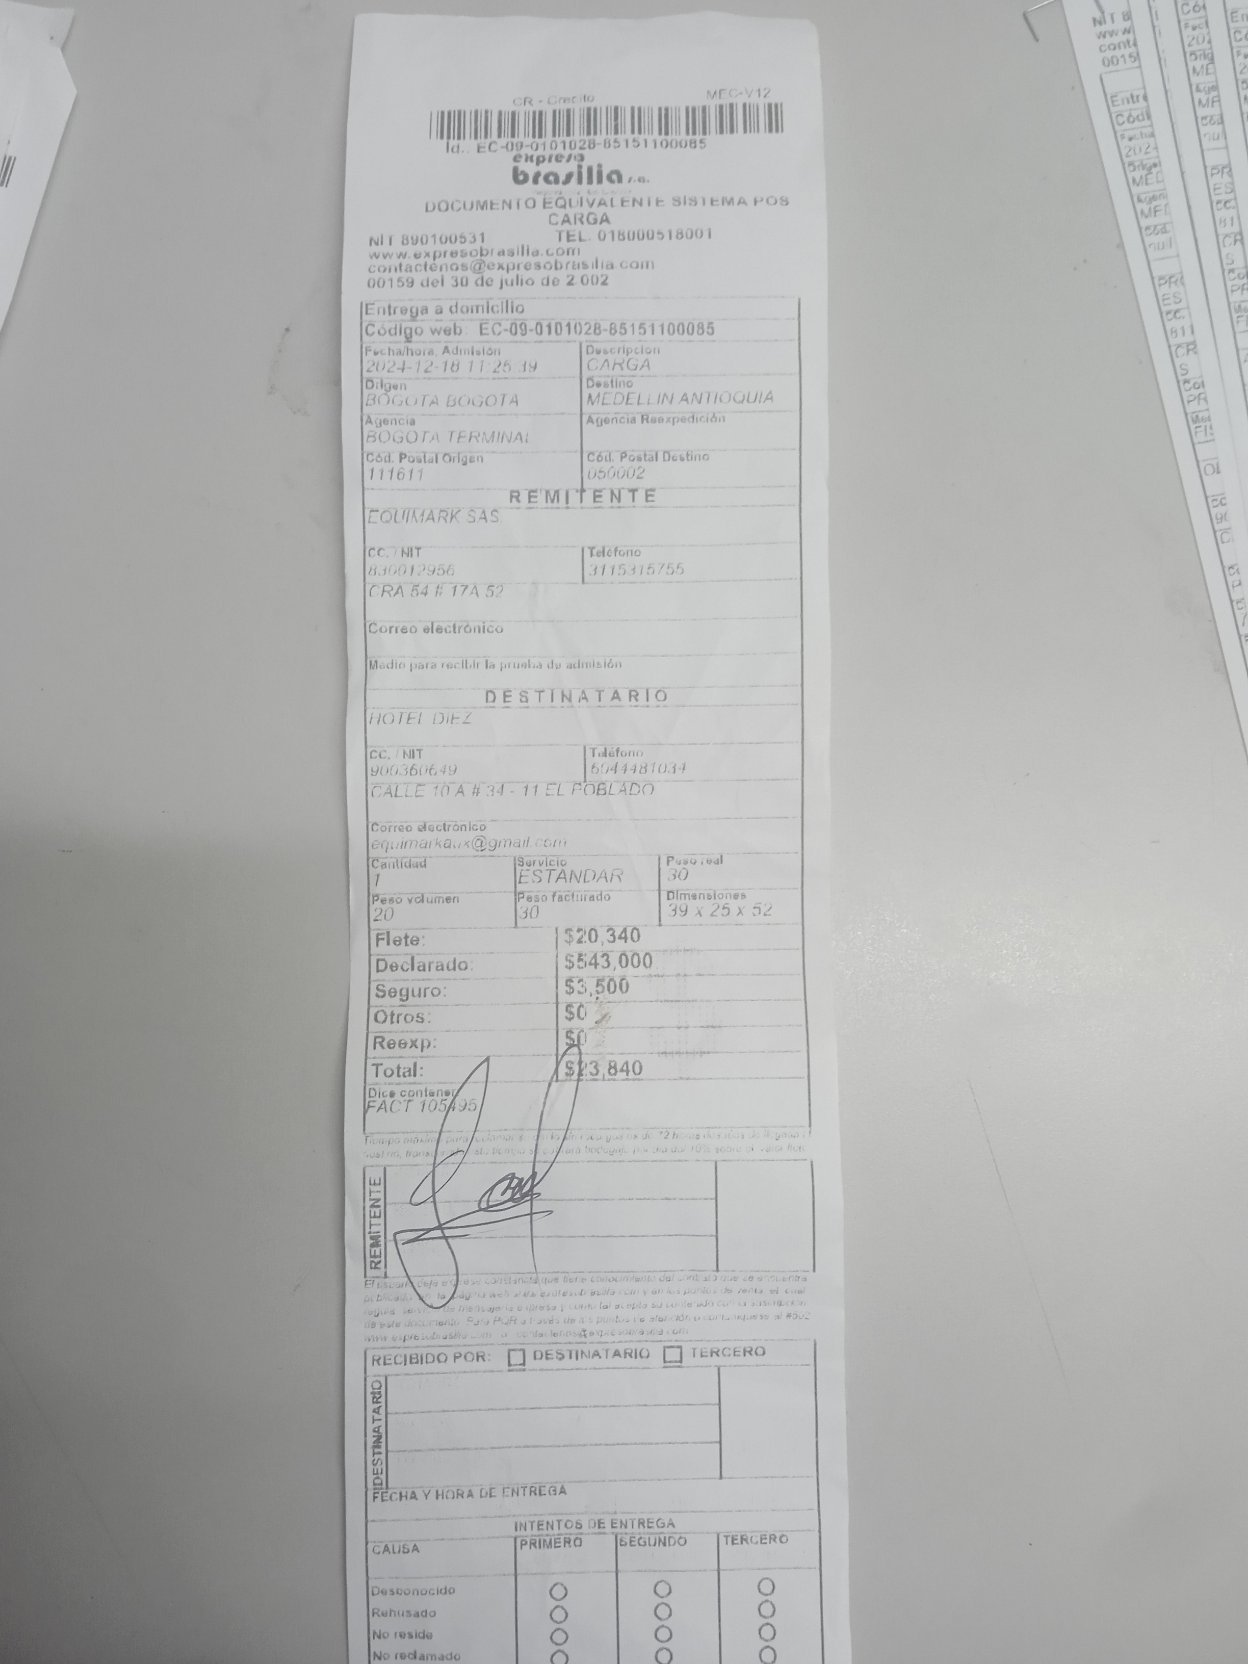 CR - Credito MEC-V12
Id.. EC-09-0101028-85151100085
expreso
brasilia s.a.
DOCUMENTO EQUIVALENTE SISTEMA POS
CARGA
NIT 890100531 TEL. 018000518001
www.expresobrasilia.com
contactenos@expresobrasilia.com
00159 del 30 de julio de 2.002
Entrega a domicilio
Código web: EC-09-0101028-85151100085
Fecha/hora, Admisión Descripcion
2024-12-18 11:25:39 CARGA
Origen Destino
BOGOTA BOGOTA MEDELLIN ANTIOQUIA
Agencia Agencia Reexpedición
BOGOTA TERMINAL
Cód. Postal Origen Cód. Postal Destino
111611 050002
REMITENTE
EQUIMARK SAS
CC. / NIT Teléfono
830012956 3115315755
CRA 54 # 17A 52
Correo electrónico
Medio para recibir la prueba de admisión
DESTINATARIO
HOTEL DIEZ
CC. / NIT Teléfono
900360649 6044481034
CALLE 10 A # 34 - 11 EL POBLADO
Correo electrónico
equimarkaux@gmail.com
Cantidad Servicio Peso real
1 ESTANDAR 30
Peso volumen Peso facturado Dimensiones
20 30 39 x 25 x 52
Flete: $20,340
Declarado: $543,000
Seguro: $3,500
Otros: $0
Reexp: $0
Total: $23,840
Dice contener
FACT 105495
REMITENTE
RECIBIDO POR: DESTINATARIO TERCERO
DESTINATARIO
FECHA Y HORA DE ENTREGA
INTENTOS DE ENTREGA
CAUSA PRIMERO SEGUNDO TERCERO
Desconocido
Rehusado
No reside
No reclamado